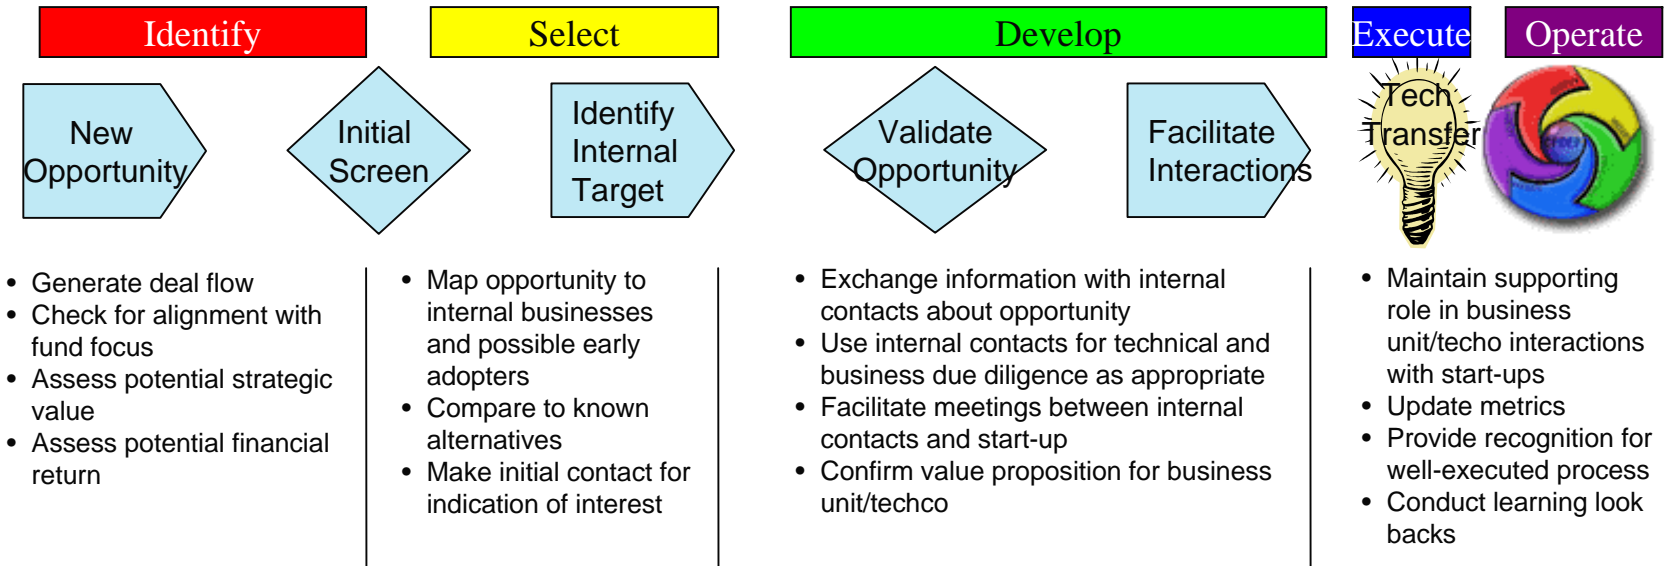 Identify
Select
Develop
Execute
Operate
New
Opportunity
Initial
Screen
Identify
Internal
Target
Validate
Opportunity
Facilitate
Interactions
Tech
Transfer
• Generate deal flow
• Check for alignment with
fund focus
• Assess potential strategic
value
• Assess potential financial
return
• Map opportunity to
internal businesses
and possible early
adopters
• Compare to known
alternatives
• Make initial contact for
indication of interest
• Exchange information with internal
contacts about opportunity
• Use internal contacts for technical and
business due diligence as appropriate
• Facilitate meetings between internal
contacts and start-up
• Confirm value proposition for business
unit/techco
• Maintain supporting
role in business
unit/techo interactions
with start-ups
• Update metrics
• Provide recognition for
well-executed process
• Conduct learning look
backs